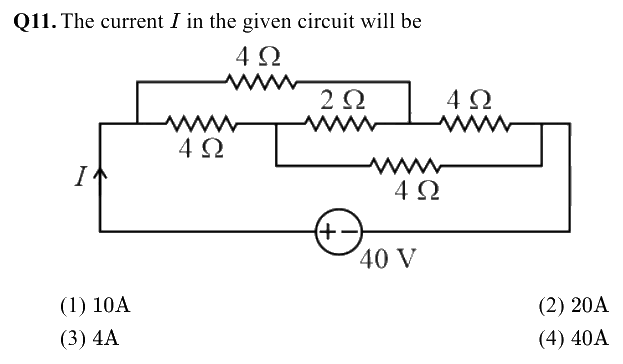 Q11. The current I in the given circuit will be
4 Ω
2 Ω 4 Ω
4 Ω
I
4 Ω
+ −
40 V
(1) 10A (2) 20A
(3) 4A (4) 40A